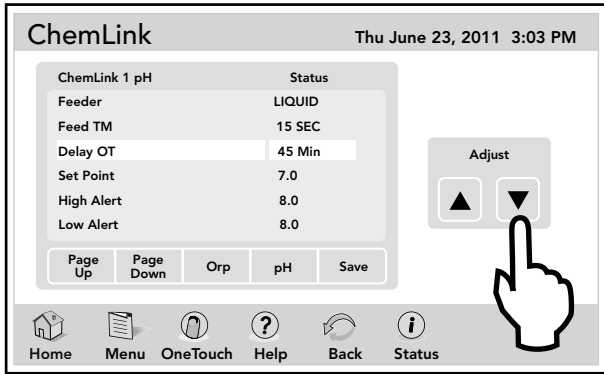 ChemLink
Thu June 23, 2011 3:03 PM
ChemLink 1 pH Status
Feeder LIQUID
Feed TM 15 SEC
Delay OT 45 Min
Set Point 7.0
High Alert 8.0
Low Alert 8.0
Page Up
Page Down
Orp
pH
Save
Adjust
Home
Menu
OneTouch
Help
Back
Status